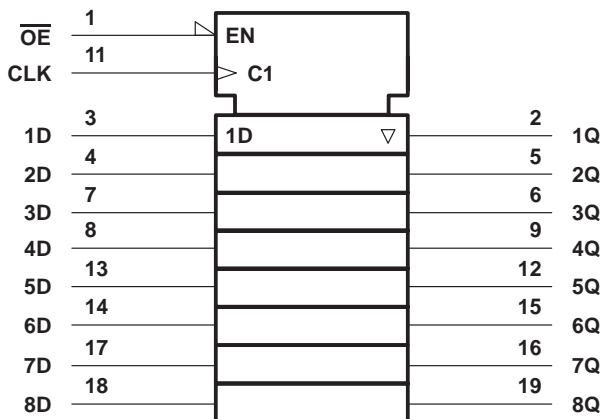 1
O̅E̅ EN
11
CLK C1
3 2
1D 1D ▽ 1Q
4 5
2D 2Q
7 6
3D 3Q
8 9
4D 4Q
13 12
5D 5Q
14 15
6D 6Q
17 16
7D 7Q
18 19
8D 8Q